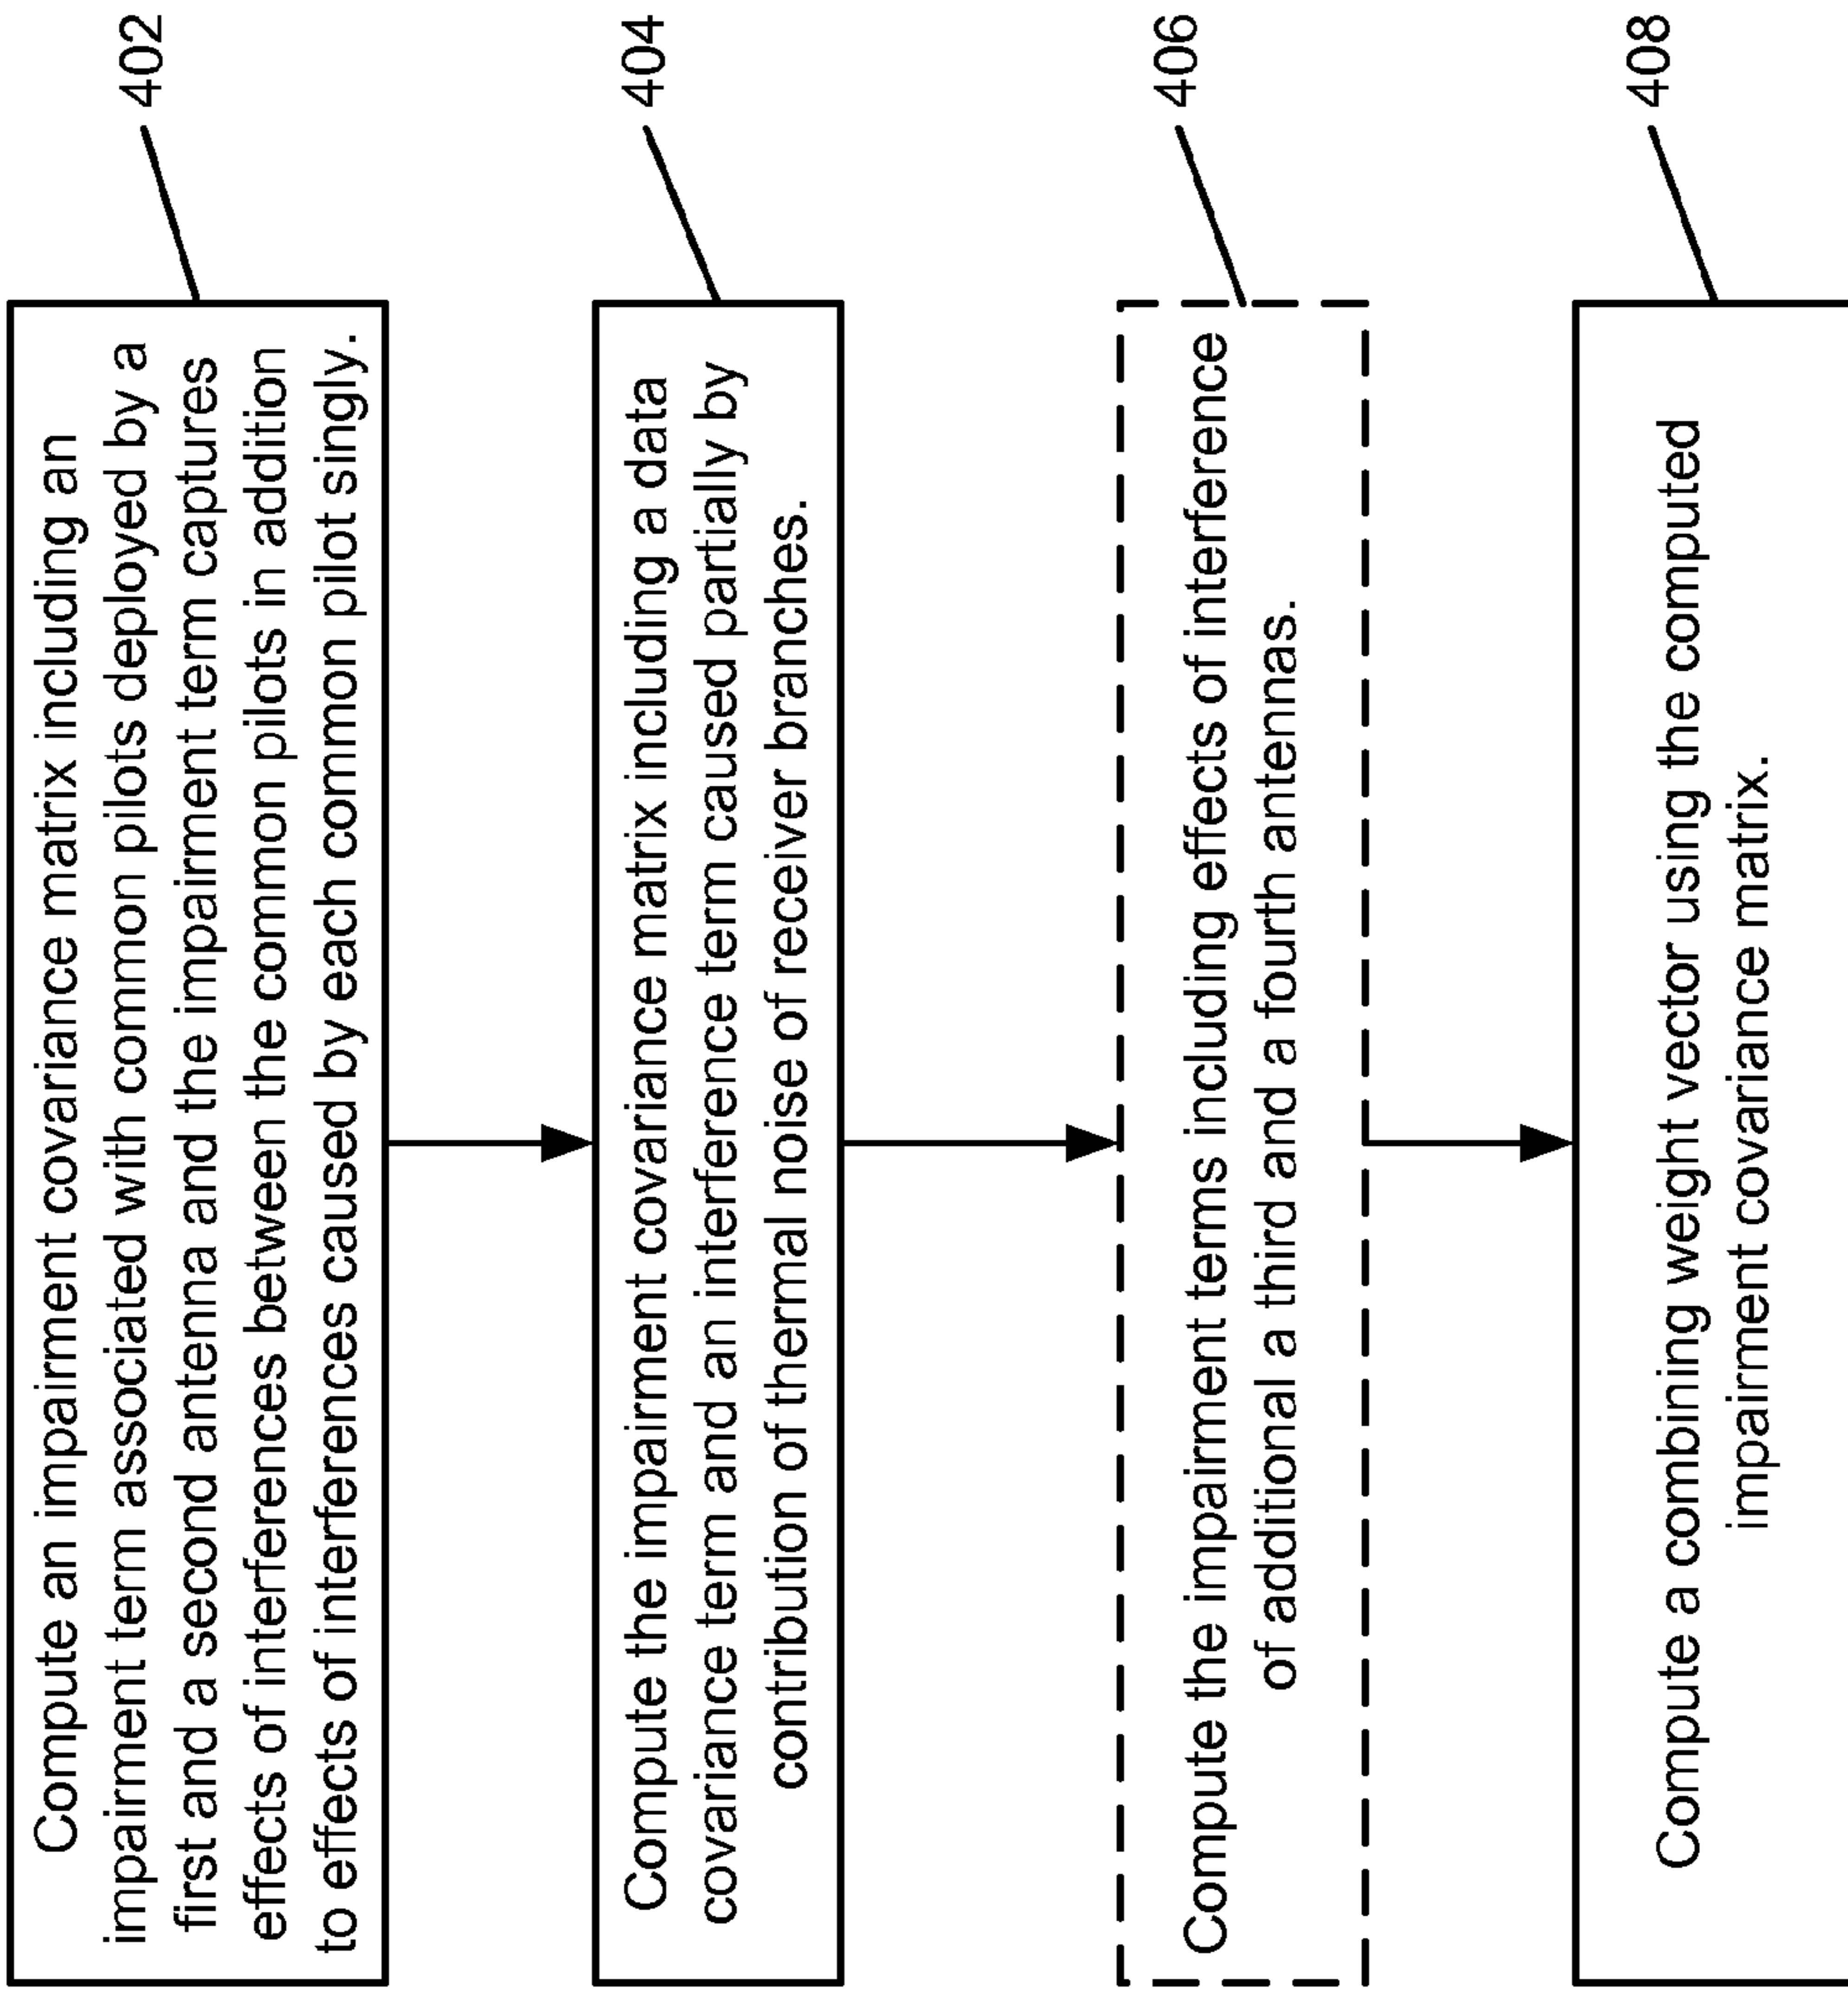 Compute an impairment covariance matrix including an
impairment term associated with common pilots deployed by a
first and a second antenna and the impairment term captures
effects of interferences between the common pilots in addition
to effects of interferences caused by each common pilot singly.
402
Compute the impairment covariance matrix including a data
covariance term and an interference term caused partially by
contribution of thermal noise of receiver branches.
404
Compute the impairment terms including effects of interference
of additional a third and a fourth antennas.
406
Compute a combining weight vector using the computed
impairment covariance matrix.
408